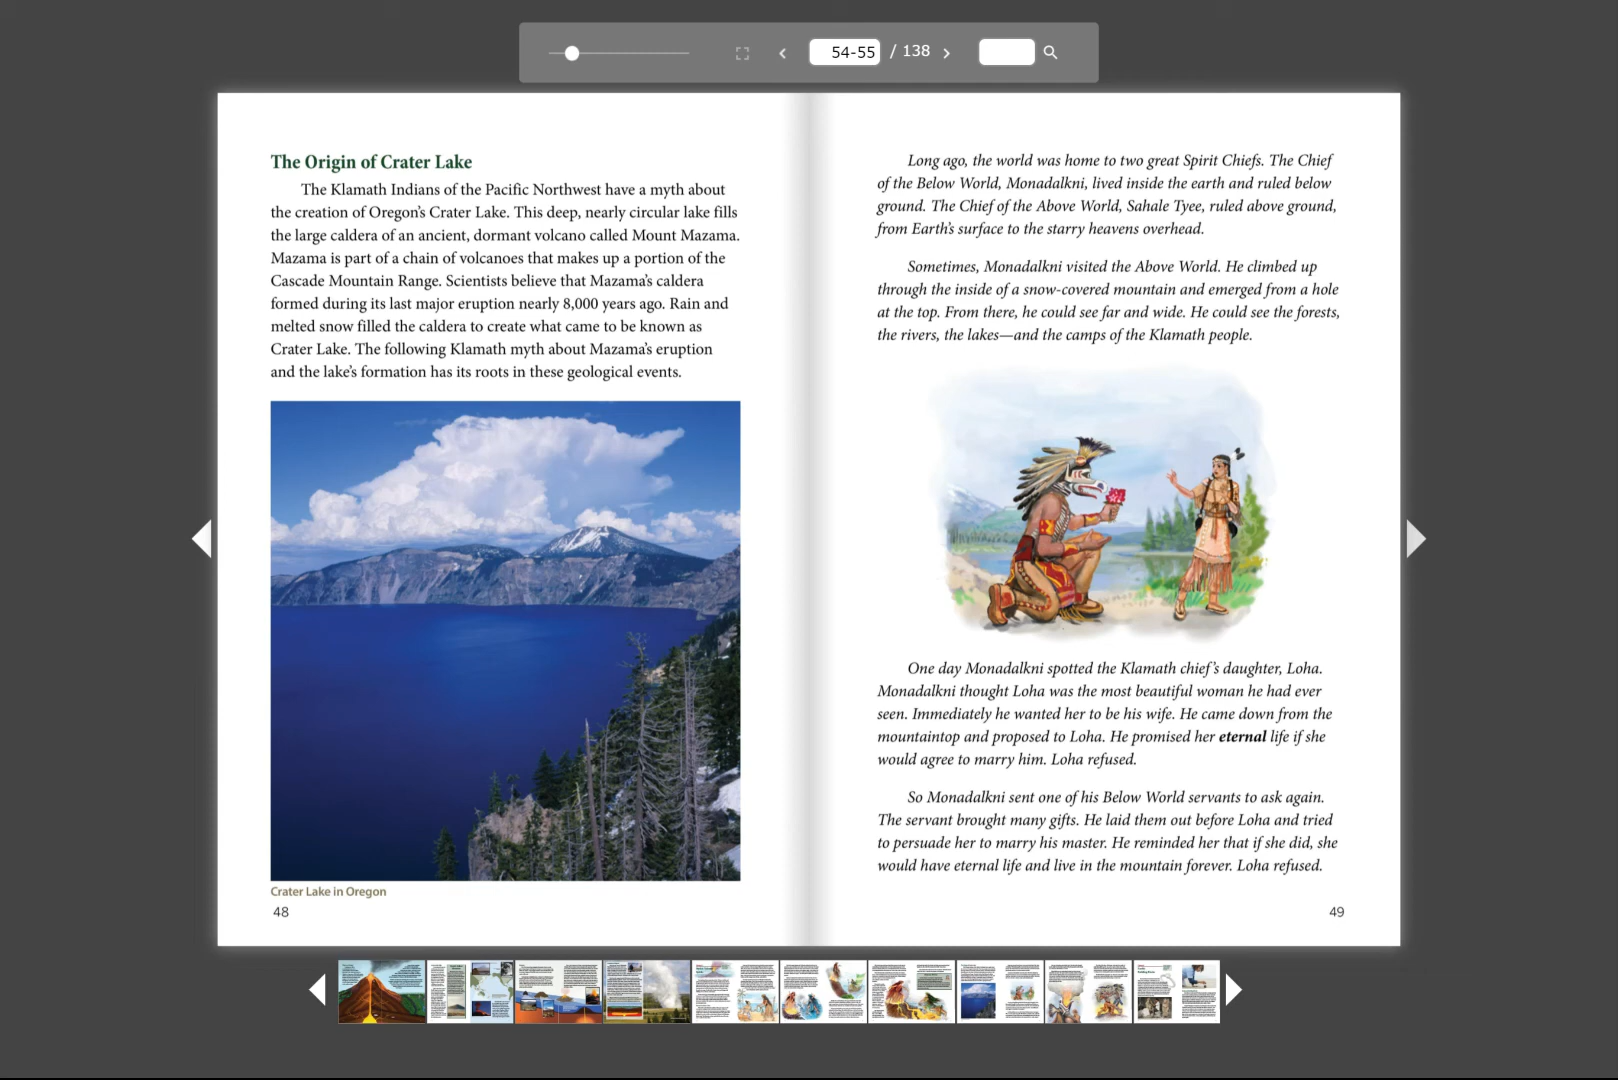 54-55 / 138
The Origin of Crater Lake
The Klamath Indians of the Pacific Northwest have a myth about
the creation of Oregon’s Crater Lake. This deep, nearly circular lake fills
the large caldera of an ancient, dormant volcano called Mount Mazama.
Mazama is part of a chain of volcanoes that makes up a portion of the
Cascade Mountain Range. Scientists believe that Mazama’s caldera
formed during its last major eruption nearly 8,000 years ago. Rain and
melted snow filled the caldera to create what came to be known as
Crater Lake. The following Klamath myth about Mazama’s eruption
and the lake’s formation has its roots in these geological events.
Crater Lake in Oregon
48
Long ago, the world was home to two great Spirit Chiefs. The Chief
of the Below World, Monadalkni, lived inside the earth and ruled below
ground. The Chief of the Above World, Sahale Tyee, ruled above ground,
from Earth’s surface to the starry heavens overhead.
Sometimes, Monadalkni visited the Above World. He climbed up
through the inside of a snow-covered mountain and emerged from a hole
at the top. From there, he could see far and wide. He could see the forests,
the rivers, the lakes—and the camps of the Klamath people.
One day Monadalkni spotted the Klamath chief’s daughter, Loha.
Monadalkni thought Loha was the most beautiful woman he had ever
seen. Immediately he wanted her to be his wife. He came down from the
mountaintop and proposed to Loha. He promised her eternal life if she
would agree to marry him. Loha refused.
So Monadalkni sent one of his Below World servants to ask again.
The servant brought many gifts. He laid them out before Loha and tried
to persuade her to marry his master. He reminded her that if she did, she
would have eternal life and live in the mountain forever. Loha refused.
49